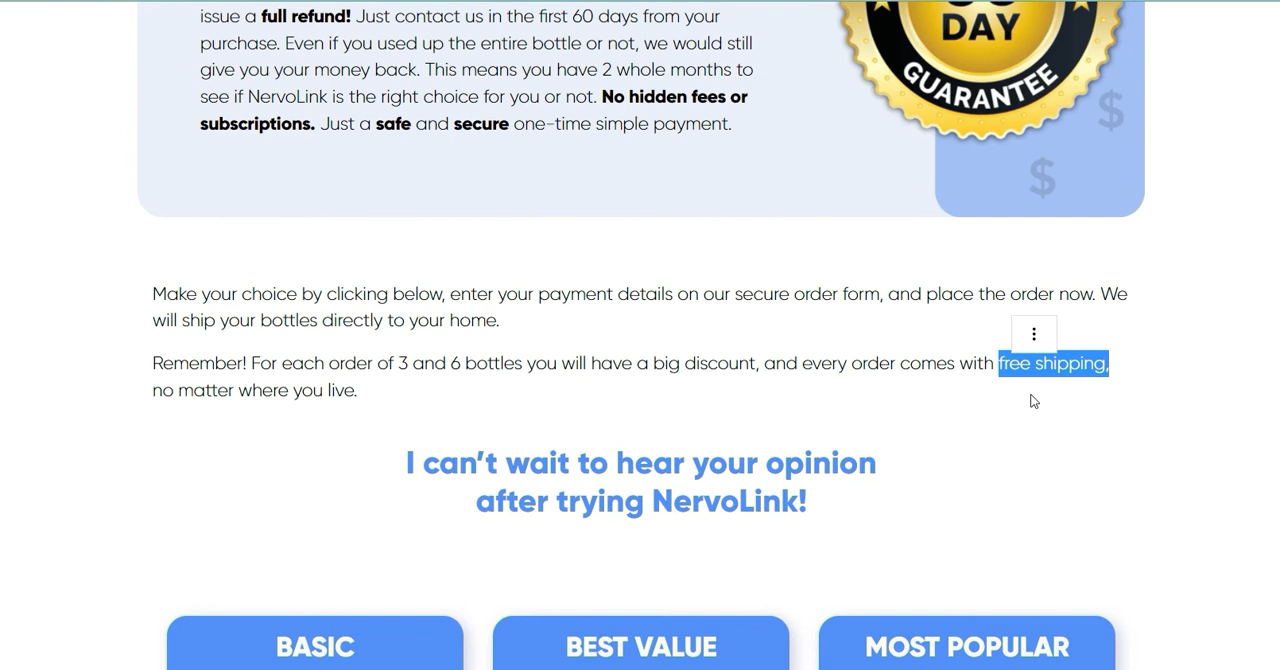 issue a full refund! Just contact us in the first 60 days from your
purchase. Even if you used up the entire bottle or not, we would still
give you your money back. This means you have 2 whole months to
see if NervoLink is the right choice for you or not. No hidden fees or
subscriptions. Just a safe and secure one-time simple payment.
DAY
GUARANTEE
$
$
Make your choice by clicking below, enter your payment details on our secure order form, and place the order now. We
will ship your bottles directly to your home.
Remember! For each order of 3 and 6 bottles you will have a big discount, and every order comes with free shipping,
no matter where you live.
I can’t wait to hear your opinion
after trying NervoLink!
BASIC
BEST VALUE
MOST POPULAR